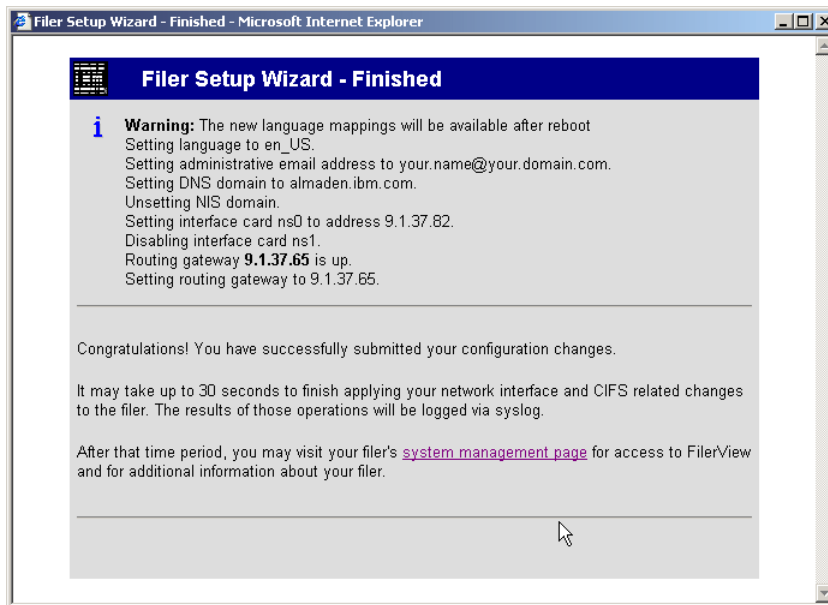 Filer Setup Wizard - Finished - Microsoft Internet Explorer
Filer Setup Wizard - Finished
Warning: The new language mappings will be available after reboot
Setting language to en_US.
Setting administrative email address to your.name@your.domain.com.
Setting DNS domain to almaden.ibm.com.
Unsetting NIS domain.
Setting interface card ns0 to address 9.1.37.82.
Disabling interface card ns1.
Routing gateway 9.1.37.65 is up.
Setting routing gateway to 9.1.37.65.
Congratulations! You have successfully submitted your configuration changes.
It may take up to 30 seconds to finish applying your network interface and CIFS related changes
to the filer. The results of those operations will be logged via syslog.
After that time period, you may visit your filer's system management page for access to FilerView
and for additional information about your filer.